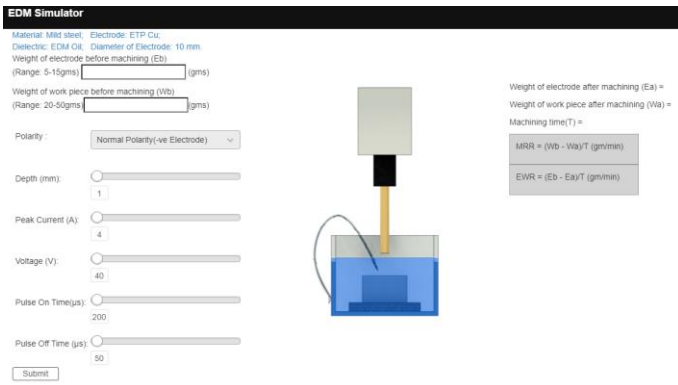 EDM Simulator
Material: Mild steel, Electrode: ETP Cu,
Dielectric: EDM Oil, Diameter of Electrode: 10 mm.
Weight of electrode before machining (Eb)
(Range: 5-15gms) (gms)
Weight of work piece before machining (Wb)
(Range: 20-50gms) (gms)
Polarity : Normal Polarity(-ve Electrode)
Depth (mm):
1
Peak Current (A):
4
Voltage (V):
40
Pulse On Time(µs):
200
Pulse Off Time (µs):
50
Submit
Weight of electrode after machining (Ea) =
Weight of work piece after machining (Wa) =
Machining time(T) =
MRR = (Wb - Wa)/T (gm/min)
EWR = (Eb - Ea)/T (gm/min)